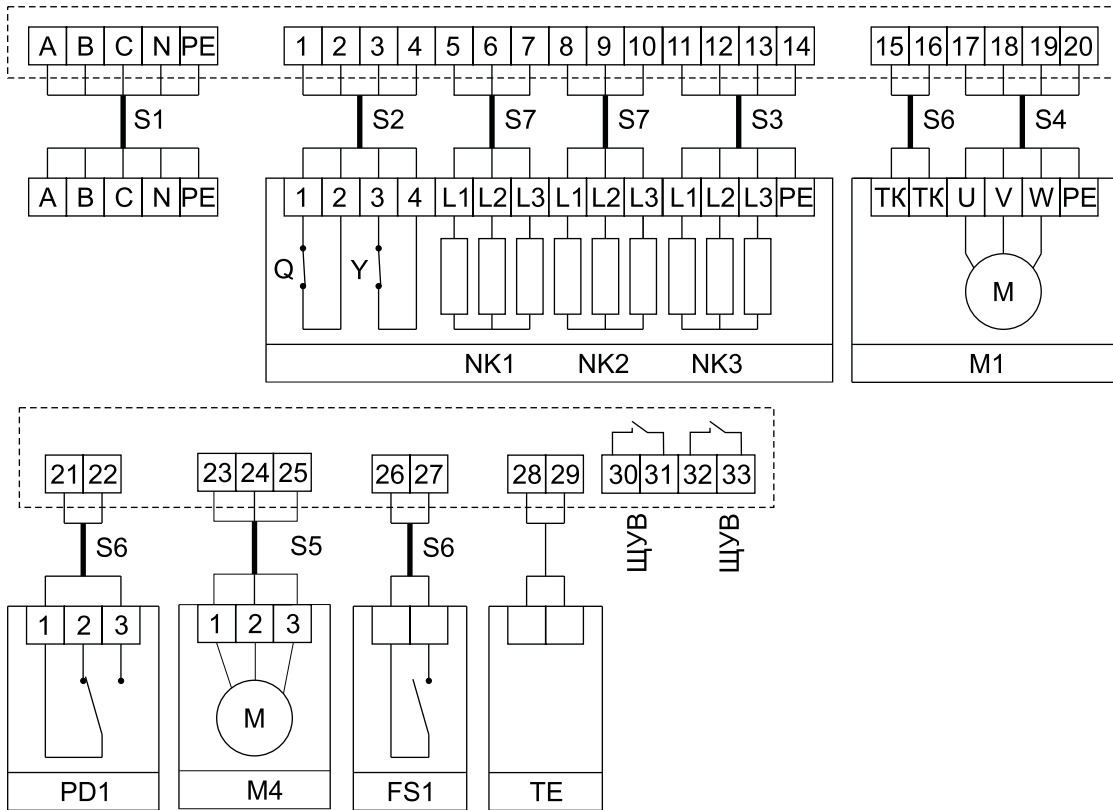 A B C N PE 1 2 3 4 5 6 7 8 9 10 11 12 13 14 15 16 17 18 19 20
S1 S2 S7 S7 S3 S6 S4
A B C N PE 1 2 3 4 L1 L2 L3 L1 L2 L3 L1 L2 L3 PE TK TK U V W PE
Q Y M
NK1 NK2 NK3 M1
21 22 23 24 25 26 27 28 29 30 31 32 33
S6 S5 S6 ЩУВ ЩУВ
1 2 3 1 2 3
M
PD1 M4 FS1 TE